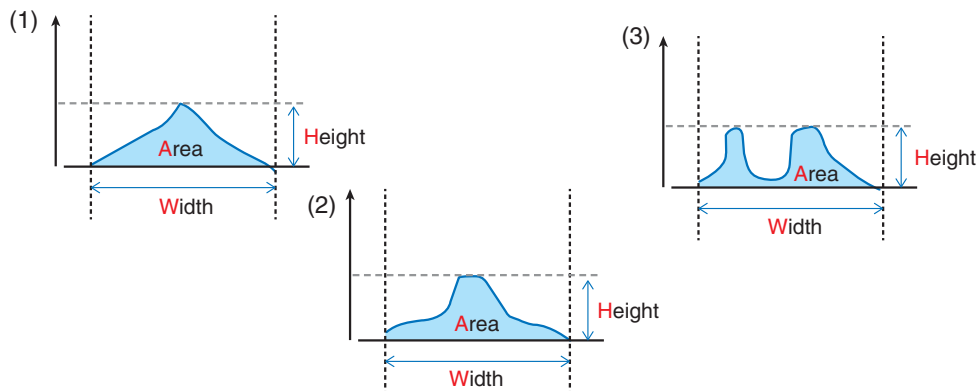 (1)
Height
Area
Width
(2)
Height
Area
Width
(3)
Height
Area
Width